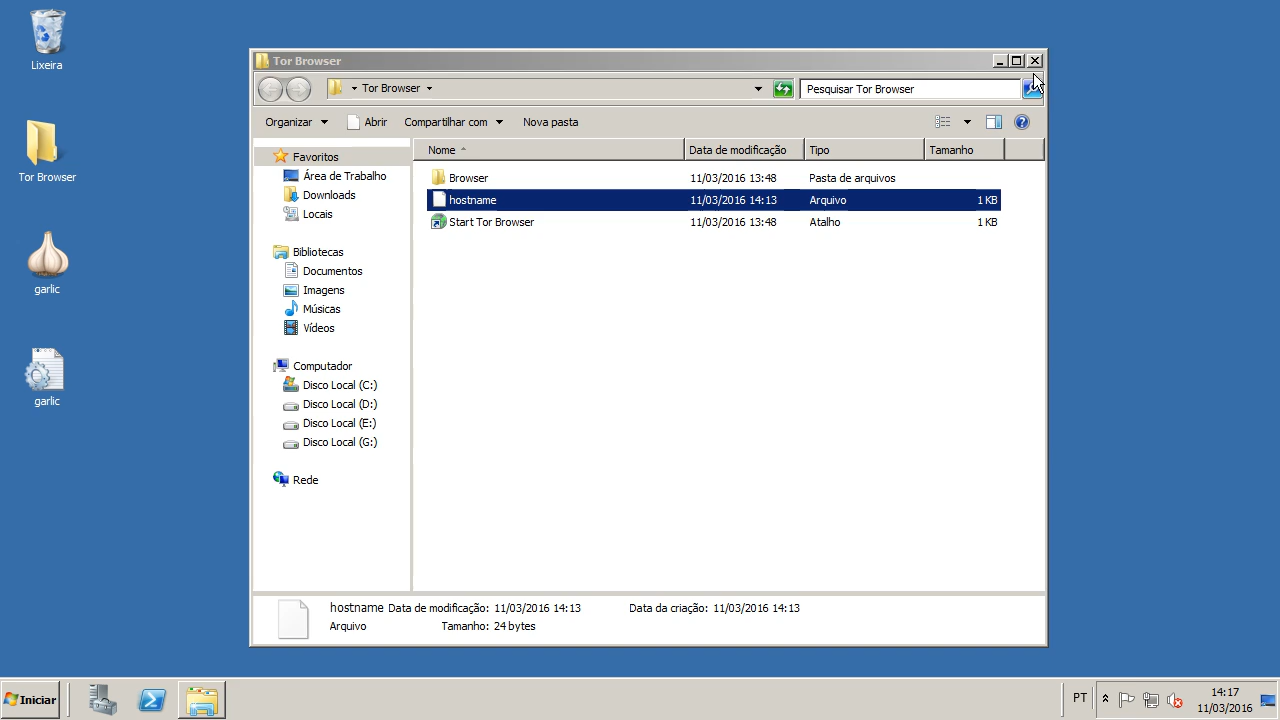 Lixeira
Tor Browser
garlic
garlic
Tor Browser
Tor Browser
Pesquisar Tor Browser
Organizar Abrir Compartilhar com Nova pasta
Favoritos
Área de Trabalho
Downloads
Locais
Bibliotecas
Documentos
Imagens
Músicas
Vídeos
Computador
Disco Local (C:)
Disco Local (D:)
Disco Local (E:)
Disco Local (G:)
Rede
Nome Data de modificação Tipo Tamanho
Browser 11/03/2016 13:48 Pasta de arquivos
hostname 11/03/2016 14:13 Arquivo 1 KB
Start Tor Browser 11/03/2016 13:48 Atalho 1 KB
hostname Data de modificação: 11/03/2016 14:13 Data da criação: 11/03/2016 14:13
Arquivo Tamanho: 24 bytes
Iniciar
PT
14:17
11/03/2016